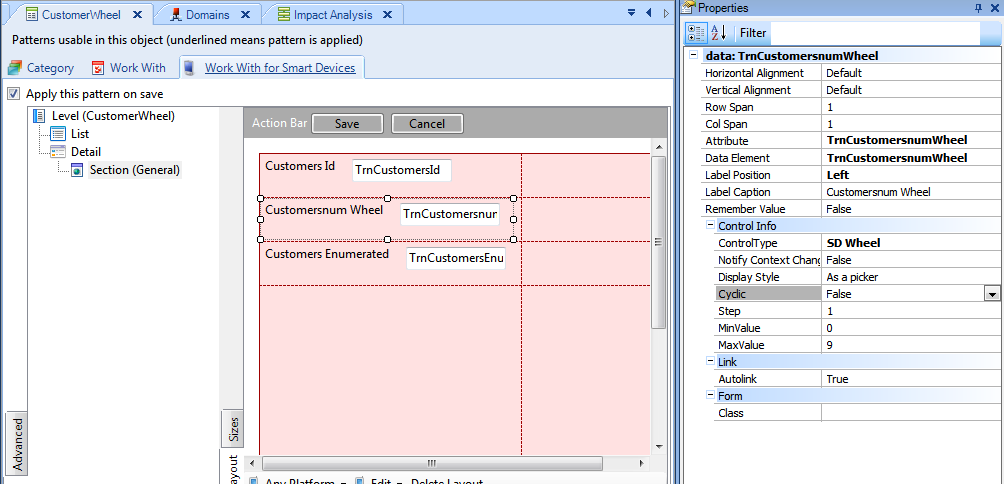 CustomerWheel
Domains
Impact Analysis
Patterns usable in this object (underlined means pattern is applied)
Category
Work With
Work With for Smart Devices
Apply this pattern on save
Level (CustomerWheel)
List
Detail
Section (General)
Advanced
Sizes
ayout
Action Bar
Save
Cancel
Customers Id
TrnCustomersId
Customersnum Wheel
TrnCustomersnur
Customers Enumerated
TrnCustomersEnu
Any Platform
Edit
Delete Layout
Properties
Filter
data: TrnCustomersnumWheel
Horizontal Alignment Default
Vertical Alignment Default
Row Span 1
Col Span 1
Attribute TrnCustomersnumWheel
Data Element TrnCustomersnumWheel
Label Position Left
Label Caption Customersnum Wheel
Remember Value False
Control Info
ControlType SD Wheel
Notify Context Chang False
Display Style As a picker
Cyclic False
Step 1
MinValue 0
MaxValue 9
Link
Autolink True
Form
Class